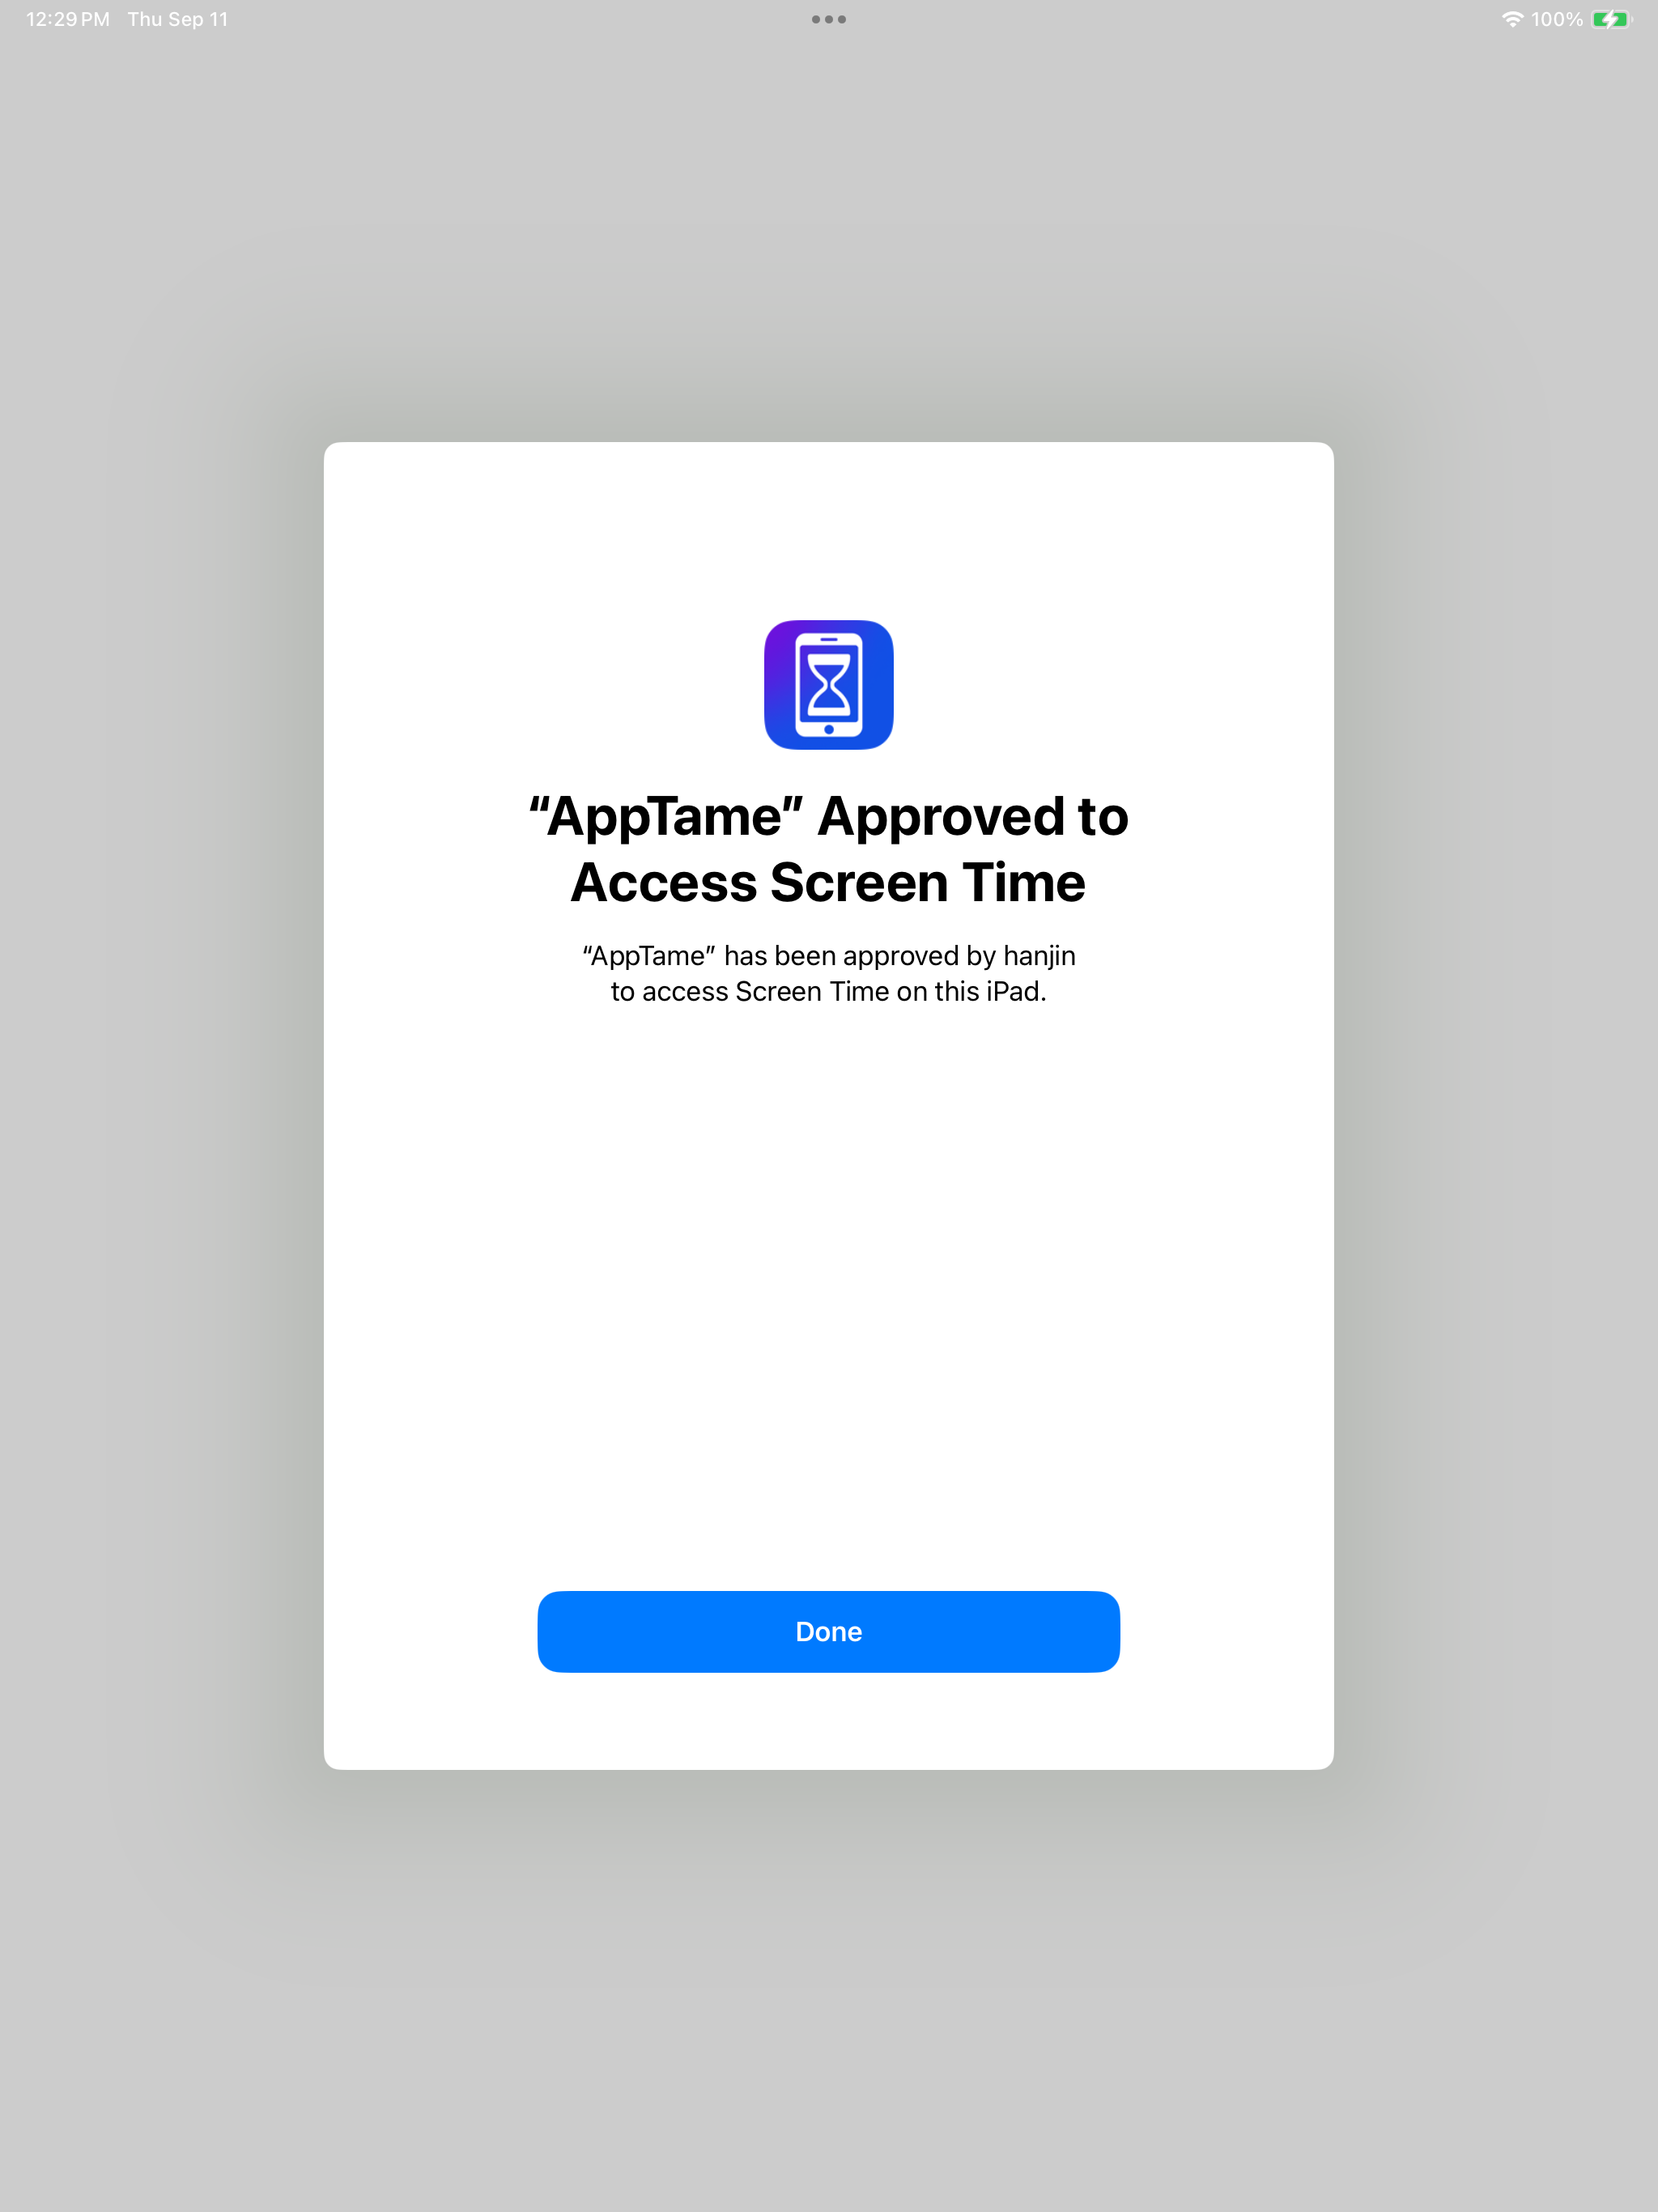 12:29 PM Thu Sep 11
100%
“AppTame” Approved to
Access Screen Time
“AppTame” has been approved by hanjin
to access Screen Time on this iPad.
Done